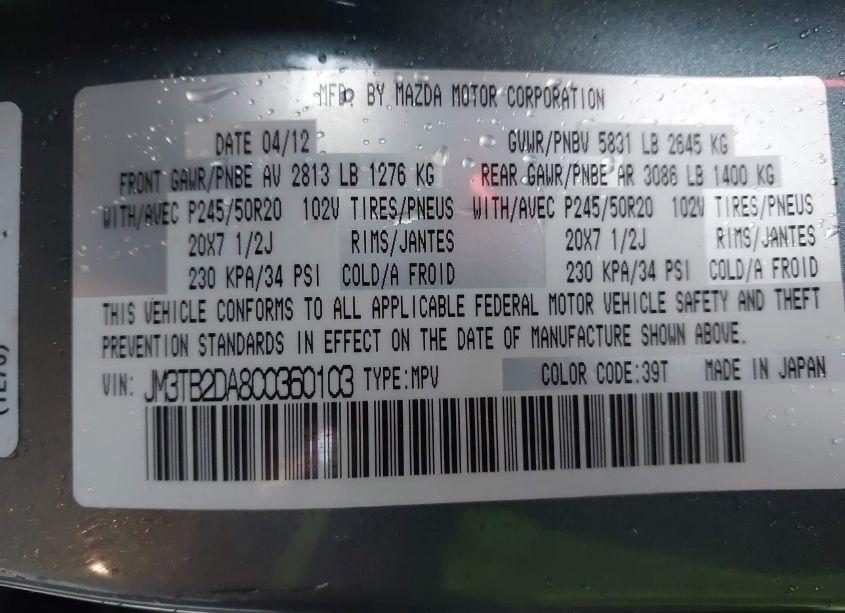 MFD. BY MAZDA MOTOR CORPORATION
DATE 04/12 GVWR/PNBV 5831 LB 2645 KG
FRONT GAWR/PNBE AV 2813 LB 1276 KG REAR GAWR/PNBE AR 3086 LB 1400 KG
WITH/AVEC P245/50R20 102V TIRES/PNEUS WITH/AVEC P245/50R20 102V TIRES/PNEUS
20X7 1/2J RIMS/JANTES 20X7 1/2J RIMS/JANTES
230 KPA/34 PSI COLD/A FROID 230 KPA/34 PSI COLD/A FROID
THIS VEHICLE CONFORMS TO ALL APPLICABLE FEDERAL MOTOR VEHICLE SAFETY AND THEFT
PREVENTION STANDARDS IN EFFECT ON THE DATE OF MANUFACTURE SHOWN ABOVE.
VIN: JM3TB2DA8C0360103 TYPE:MPV COLOR CODE:39T MADE IN JAPAN